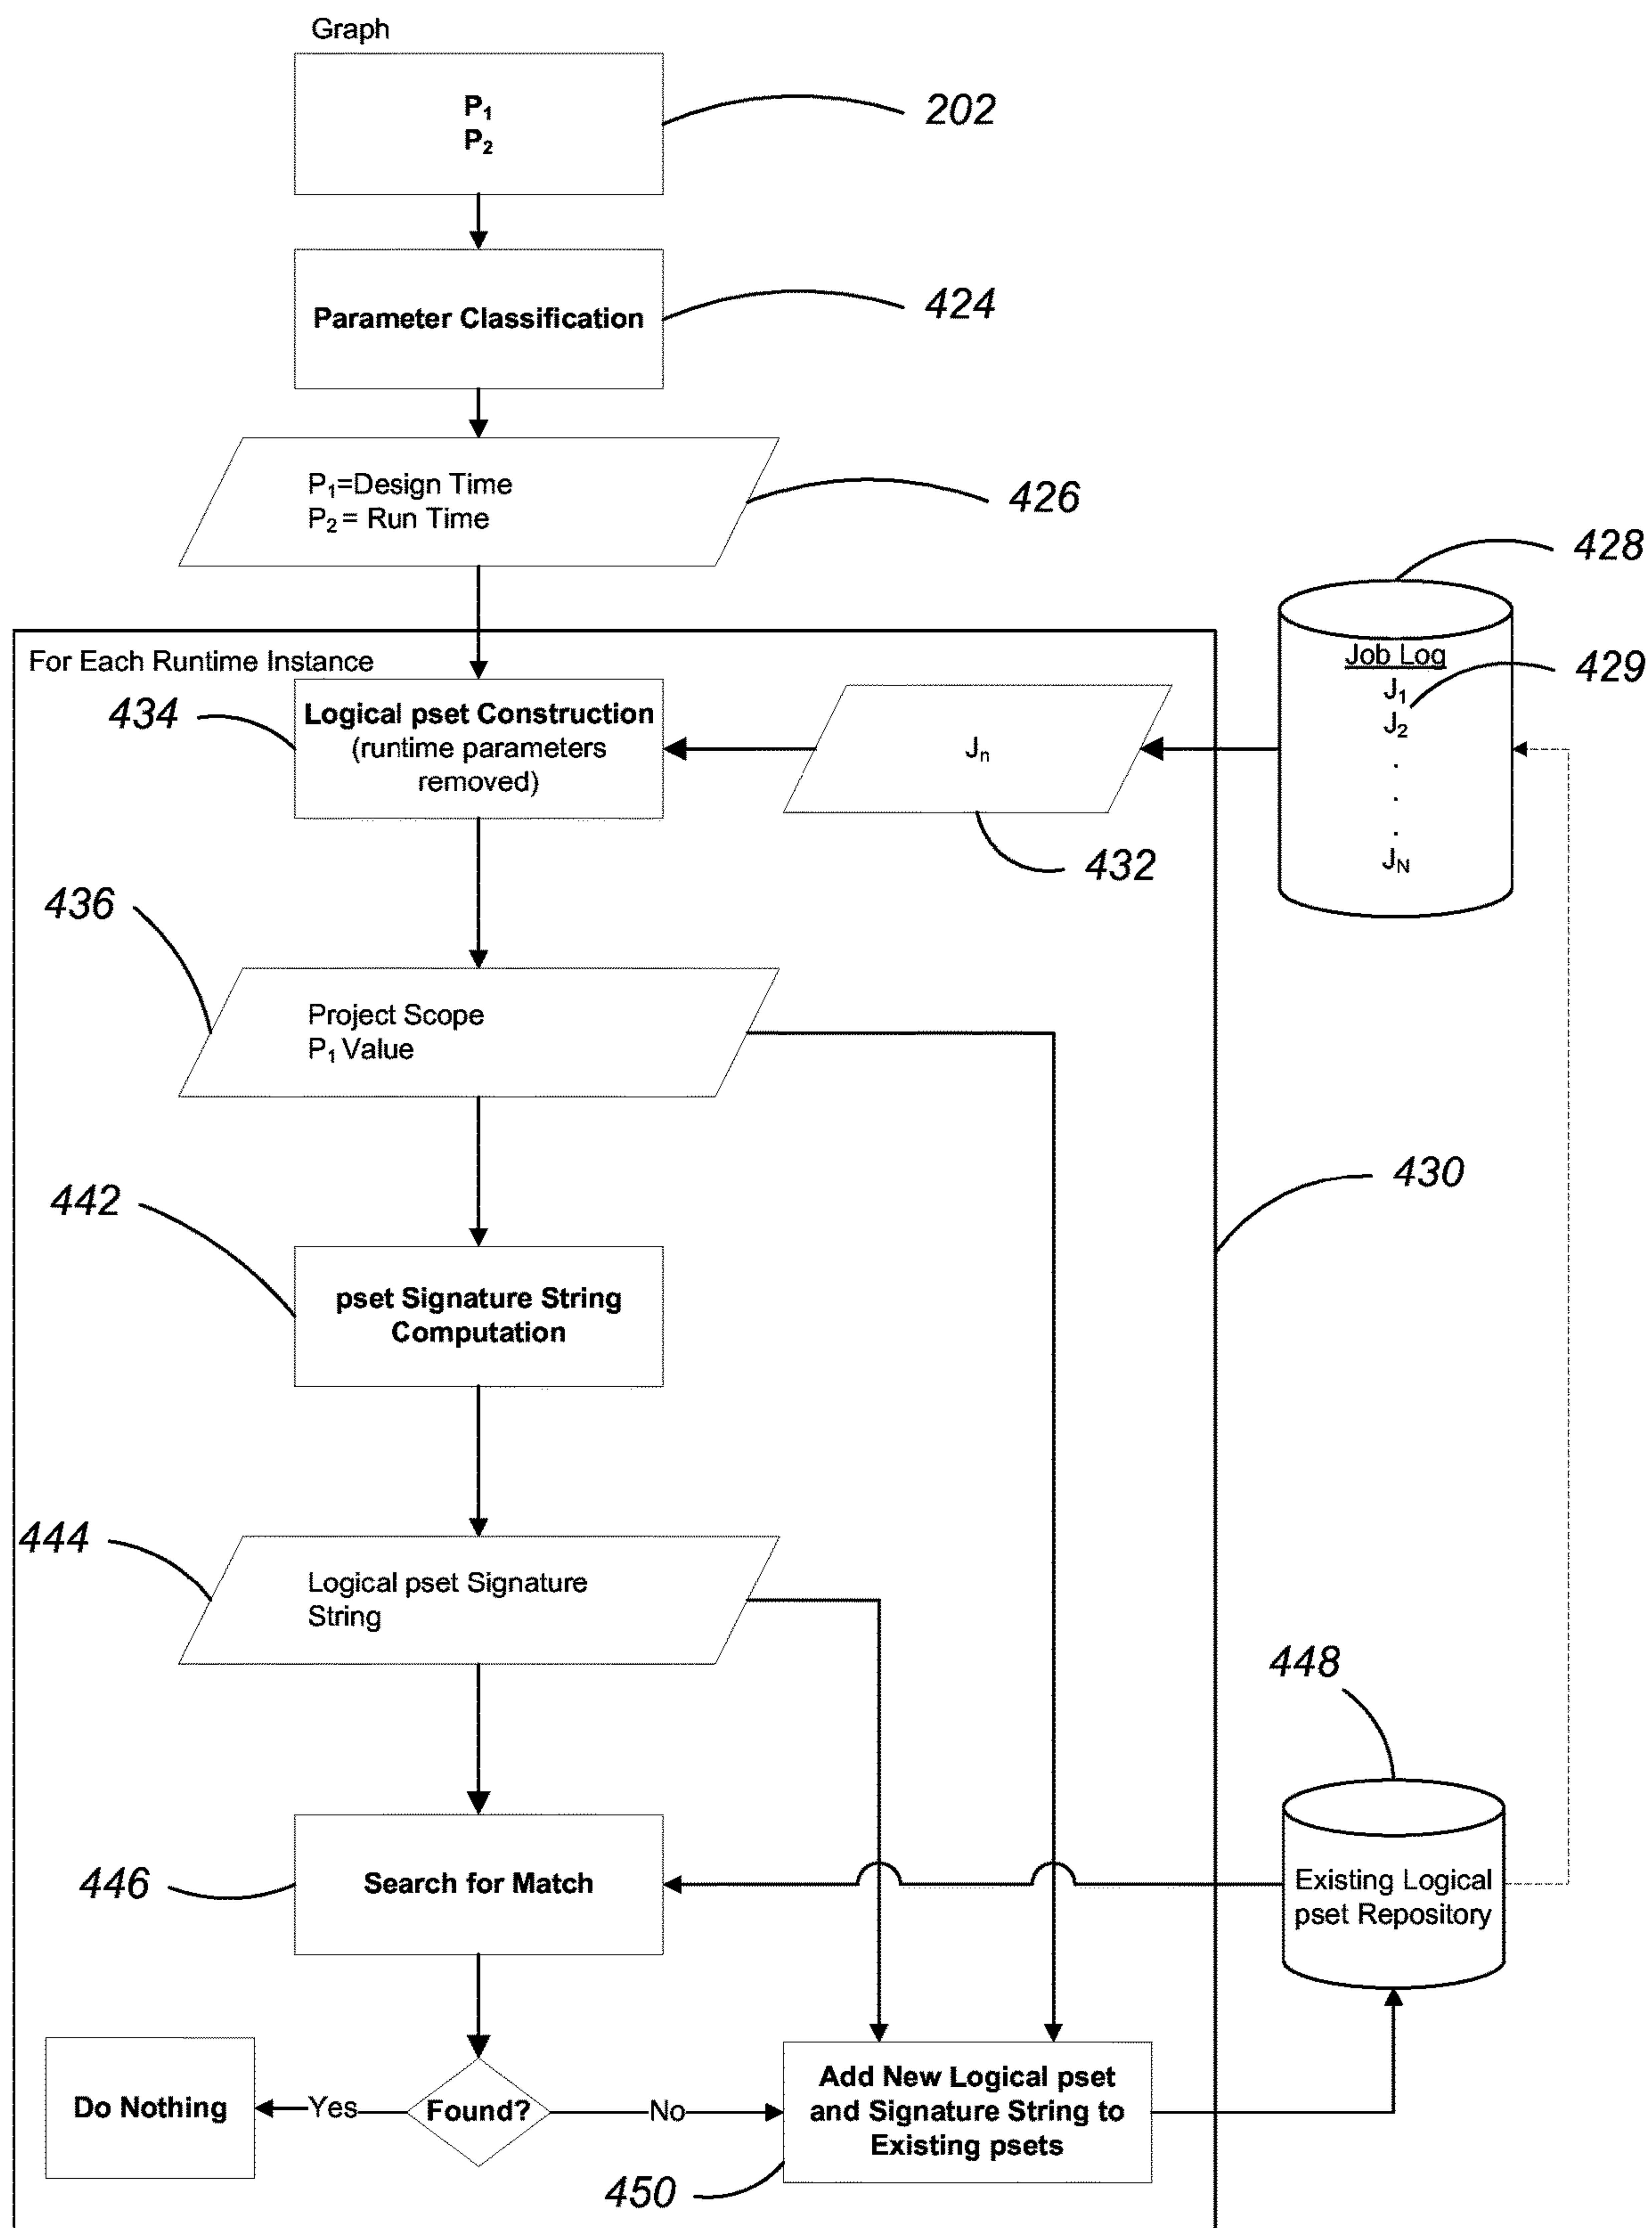 Graph
P₁
P₂
202
Parameter Classification
424
P₁=Design Time
P₂= Run Time
426
428
For Each Runtime Instance
Job Log
J₁
J₂
.
.
.
J_N
429
434
Logical pset Construction
(runtime parameters
removed)
Jₙ
432
436
Project Scope
P₁ Value
430
442
pset Signature String
Computation
444
Logical pset Signature
String
448
446
Search for Match
Existing Logical
pset Repository
Do Nothing
Yes
Found?
No
Add New Logical pset
and Signature String to
Existing psets
450